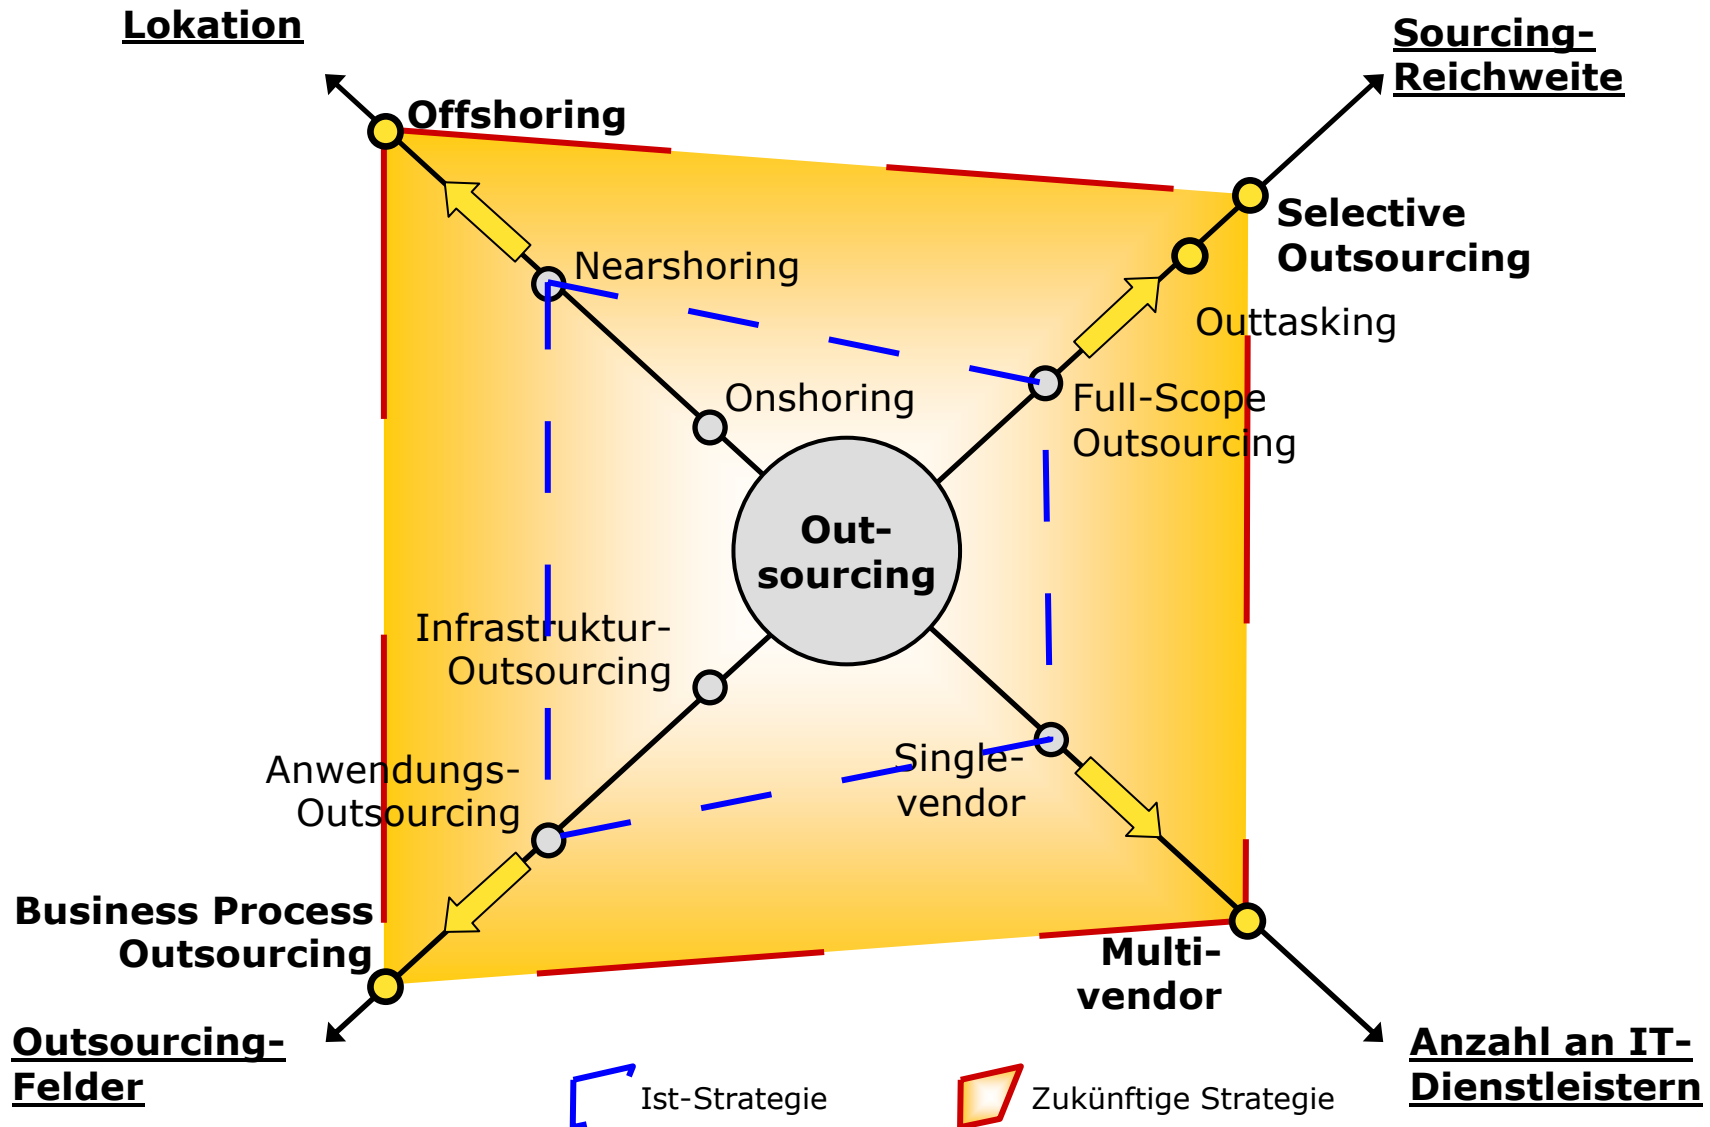 Lokation
Sourcing-
Reichweite
Offshoring
Selective
Outsourcing
Nearshoring
Outtasking
Onshoring
Full-Scope
Outsourcing
Out-
sourcing
Infrastruktur-
Outsourcing
Anwendungs-
Outsourcing
Single-
vendor
Business Process
Outsourcing
Multi-
vendor
Outsourcing-
Felder
Anzahl an IT-
Dienstleistern
Ist-Strategie
Zukünftige Strategie